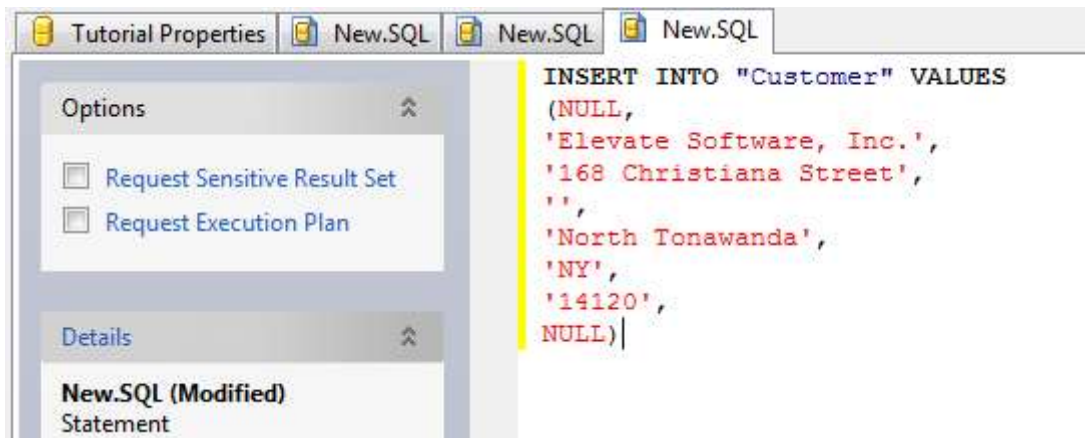 Tutorial Properties New.SQL New.SQL New.SQL
Options
Request Sensitive Result Set
Request Execution Plan
Details
New.SQL (Modified)
Statement
INSERT INTO "Customer" VALUES
(NULL,
'Elevate Software, Inc.',
'168 Christiana Street',
'',
'North Tonawanda',
'NY',
'14120',
NULL)